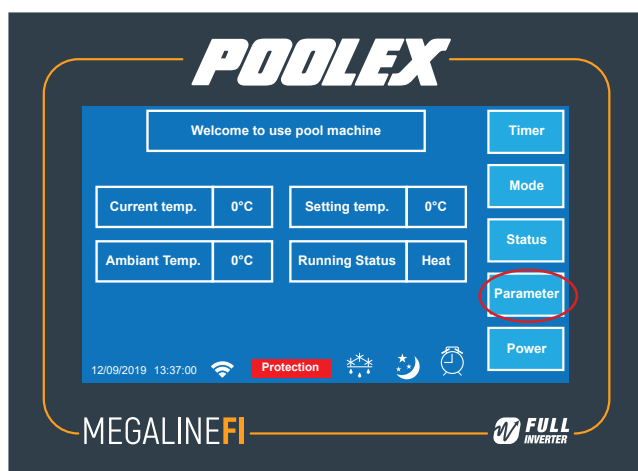 POOLEX
Welcome to use pool machine
Timer
Mode
Current temp. 0°C Setting temp. 0°C
Status
Ambiant Temp. 0°C Running Status Heat
Parameter
Power
12/09/2019 13:37:00 Protection
MEGALINEFI
FULL
INVERTER